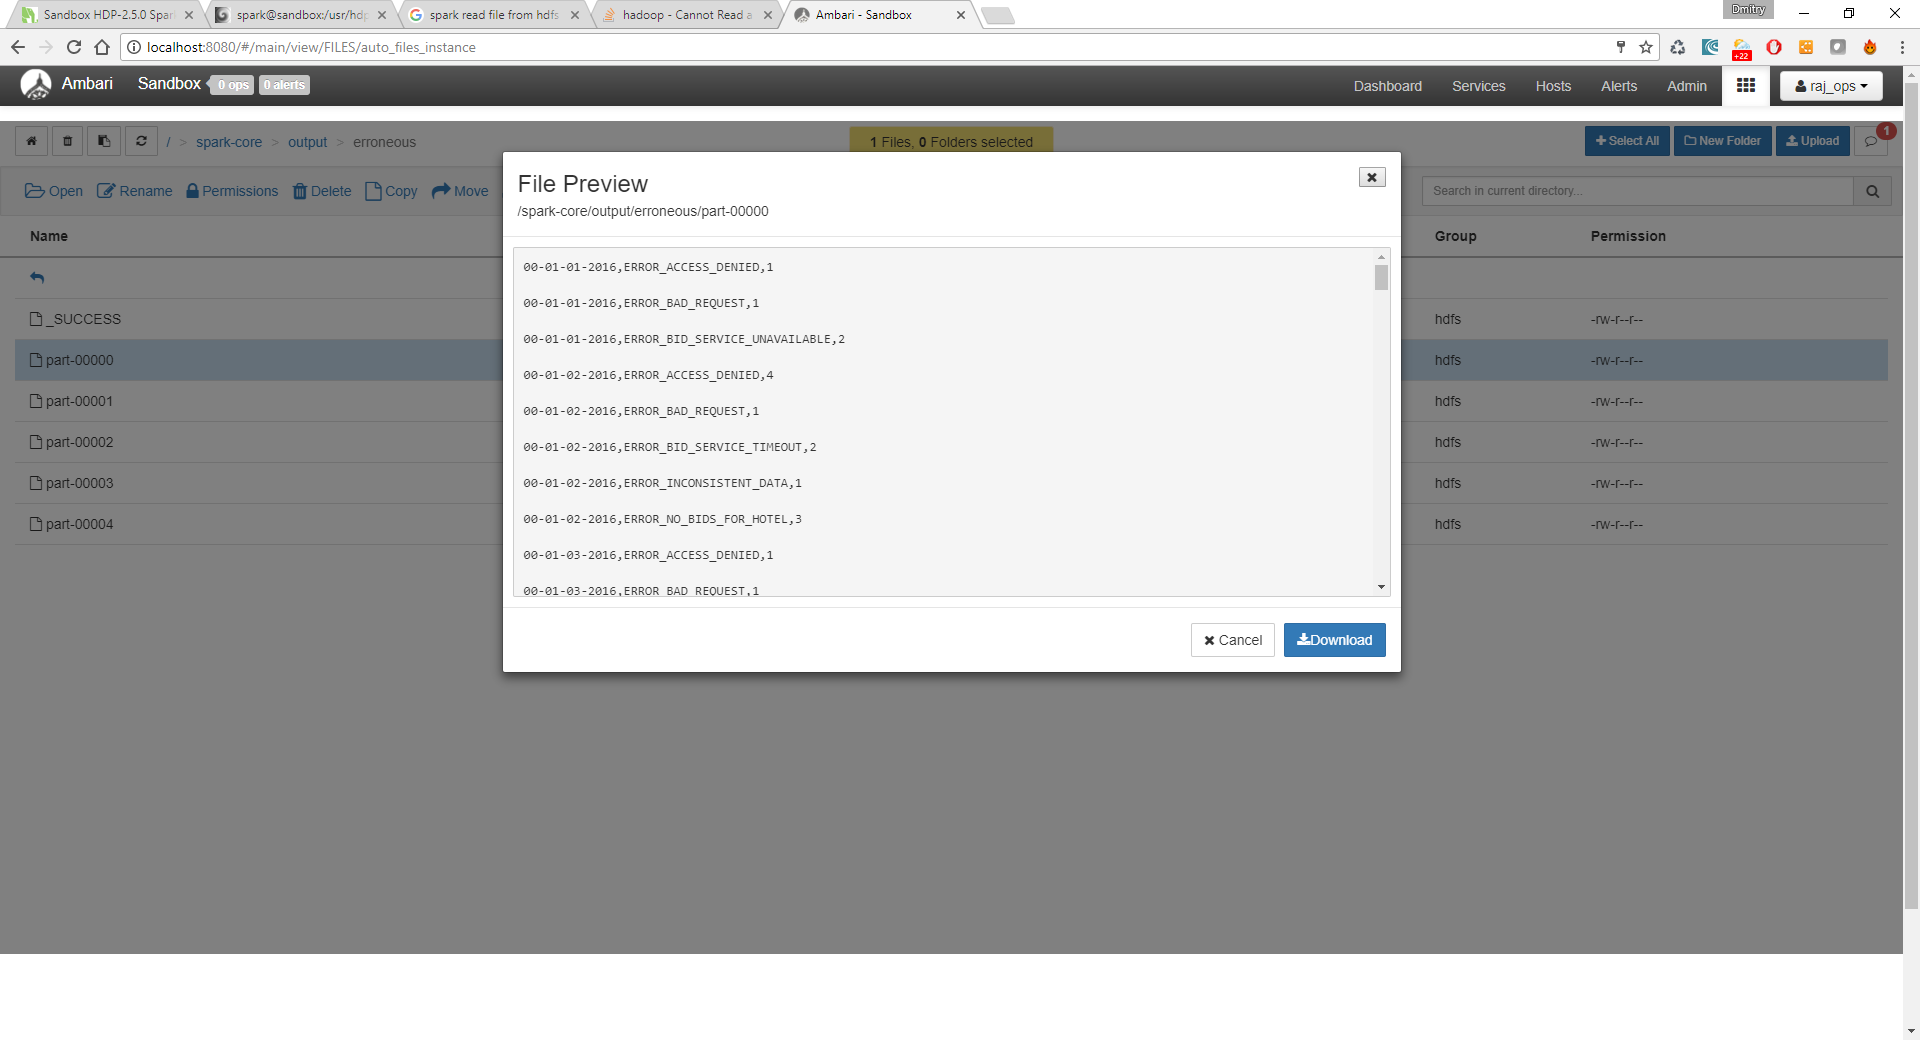 Sandbox HDP-2.5.0 Spar
spark@sandbox:/usr/hdp
spark read file from hdfs
hadoop - Cannot Read a
Ambari - Sandbox
Dmitry
localhost:8080/#/main/view/FILES/auto_files_instance
+22
Ambari Sandbox 0 ops 0 alerts
Dashboard Services Hosts Alerts Admin raj_ops
/ > spark-core > output > erroneous
1 Files, 0 Folders selected
Select All New Folder Upload 1
Open Rename Permissions Delete Copy Move
Search in current directory...
Name Group Permission
_SUCCESS hdfs -rw-r--r--
part-00000 hdfs -rw-r--r--
part-00001 hdfs -rw-r--r--
part-00002 hdfs -rw-r--r--
part-00003 hdfs -rw-r--r--
part-00004 hdfs -rw-r--r--
File Preview
/spark-core/output/erroneous/part-00000
00-01-01-2016,ERROR_ACCESS_DENIED,1
00-01-01-2016,ERROR_BAD_REQUEST,1
00-01-01-2016,ERROR_BID_SERVICE_UNAVAILABLE,2
00-01-02-2016,ERROR_ACCESS_DENIED,4
00-01-02-2016,ERROR_BAD_REQUEST,1
00-01-02-2016,ERROR_BID_SERVICE_TIMEOUT,2
00-01-02-2016,ERROR_INCONSISTENT_DATA,1
00-01-02-2016,ERROR_NO_BIDS_FOR_HOTEL,3
00-01-03-2016,ERROR_ACCESS_DENIED,1
00-01-03-2016,ERROR_BAD_REQUEST,1
Cancel Download